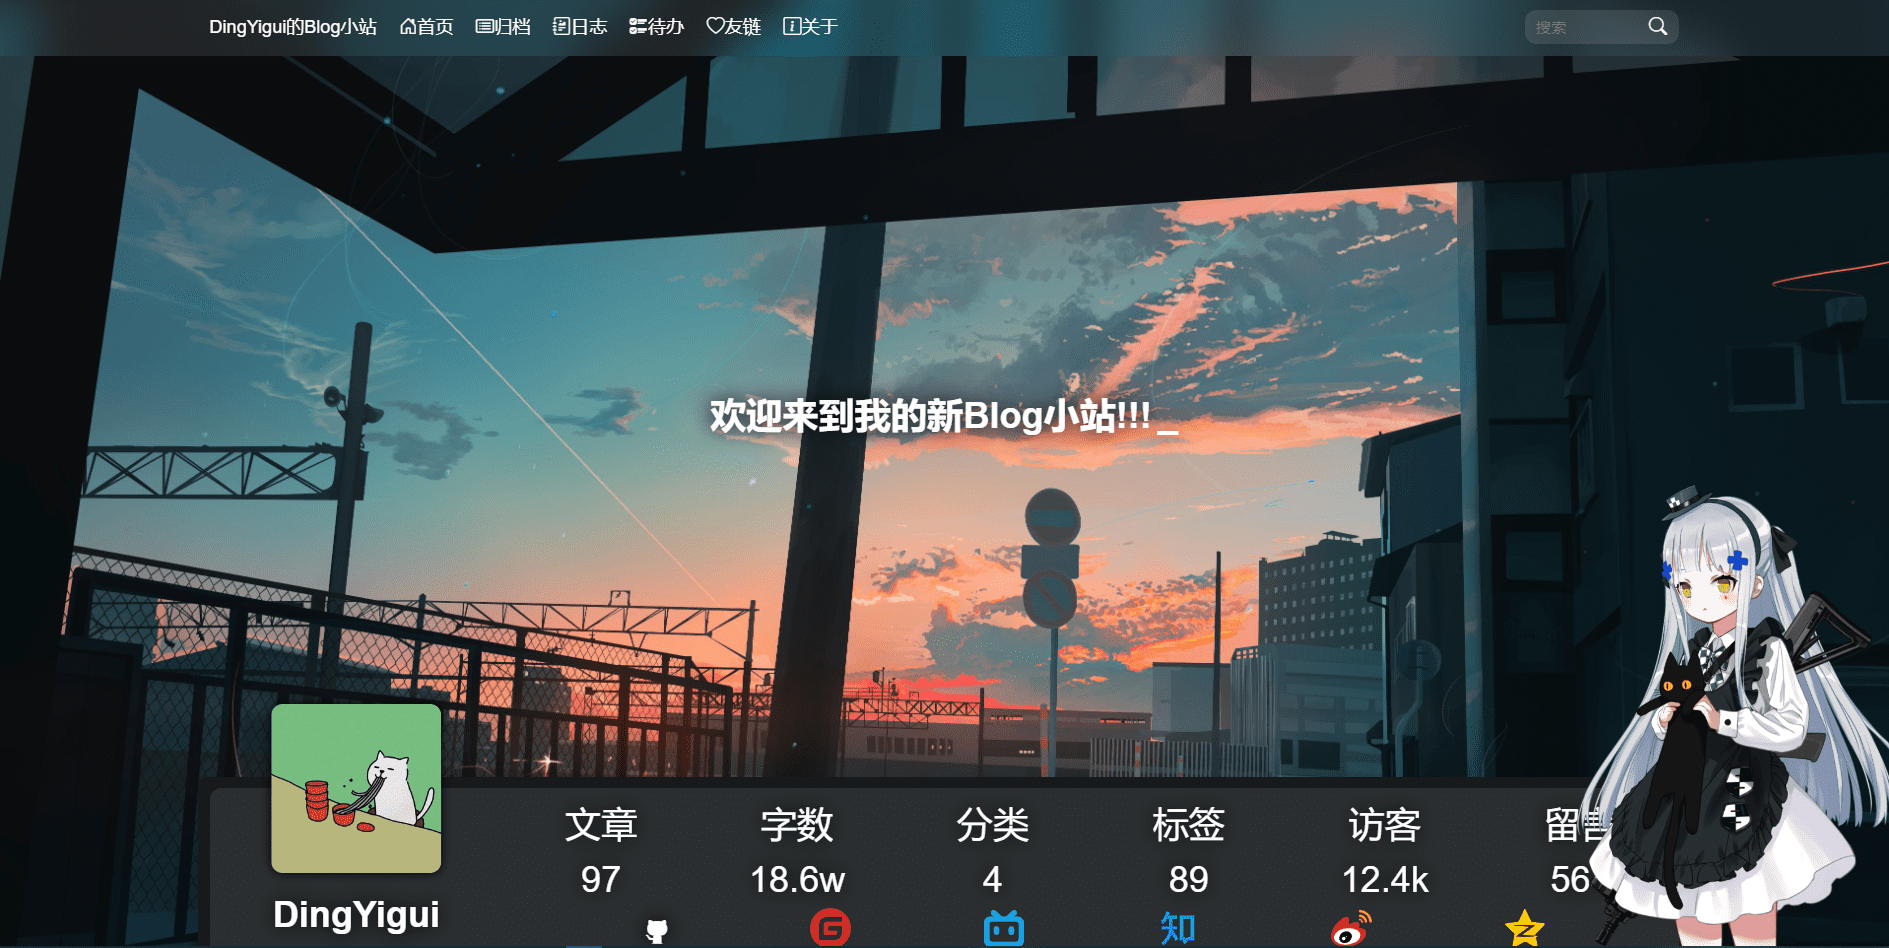 DingYigui的Blog小站 首页 归档 日志 待办 友链 关于 搜索
欢迎来到我的新Blog小站!!!_
文章 字数 分类 标签 访客 留言
97 18.6w 4 89 12.4k 56
DingYigui
知